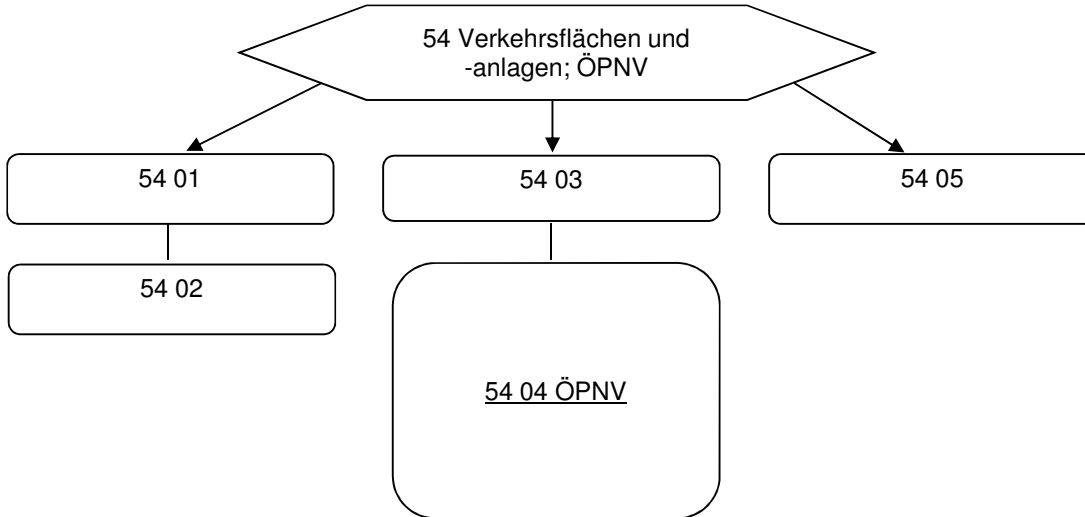 54 Verkehrsflächen und
-anlagen; ÖPNV
54 01
54 03
54 05
54 02
54 04 ÖPNV